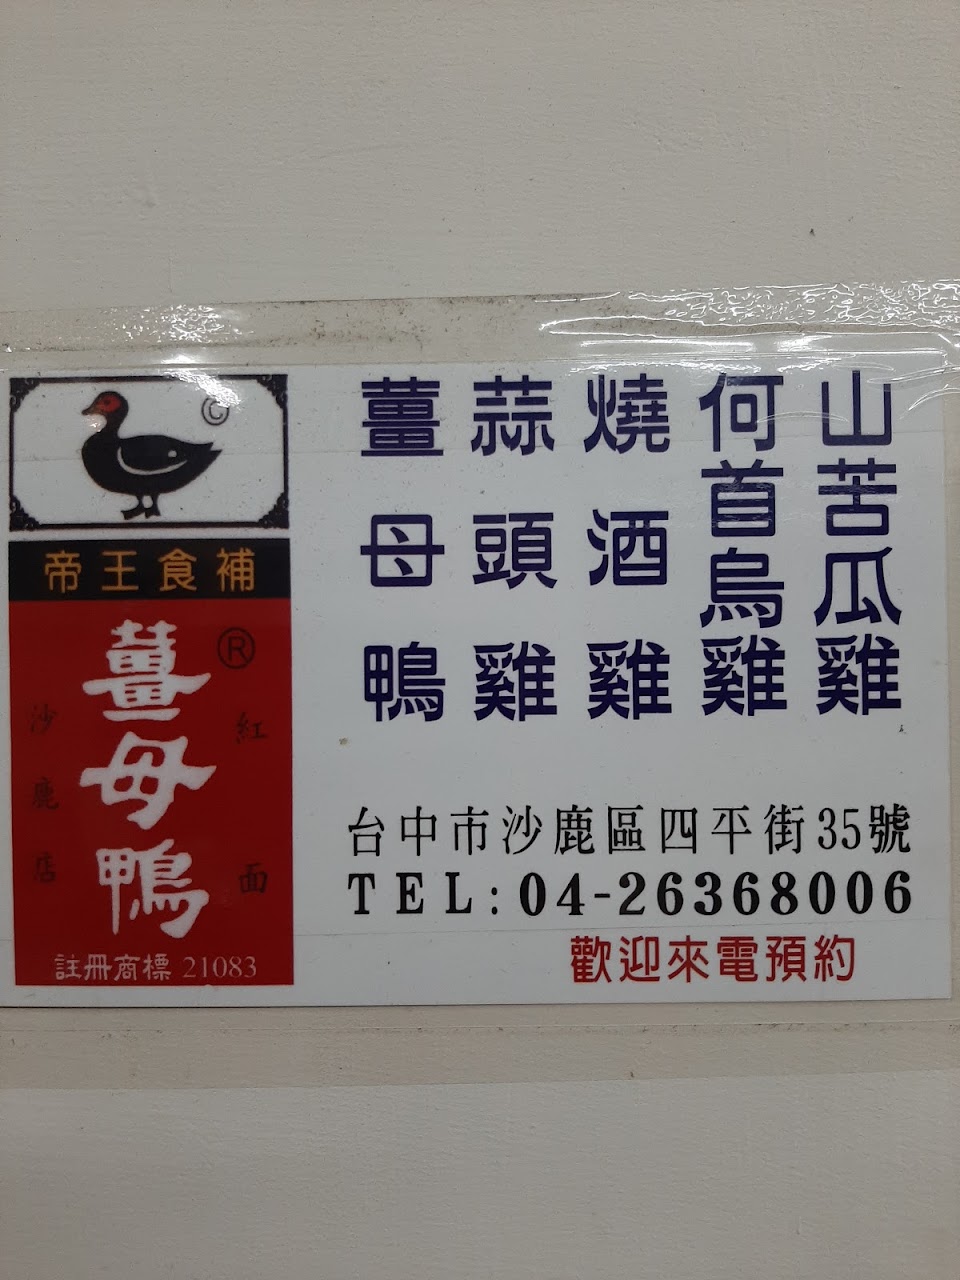 ©
帝王食補
薑母鴨
®
紅面
沙鹿店
註冊商標 21083
薑母鴨
蒜頭雞
燒酒雞
何首烏雞
山苦瓜雞
台中市沙鹿區四平街35號
TEL:04-26368006
歡迎來電預約